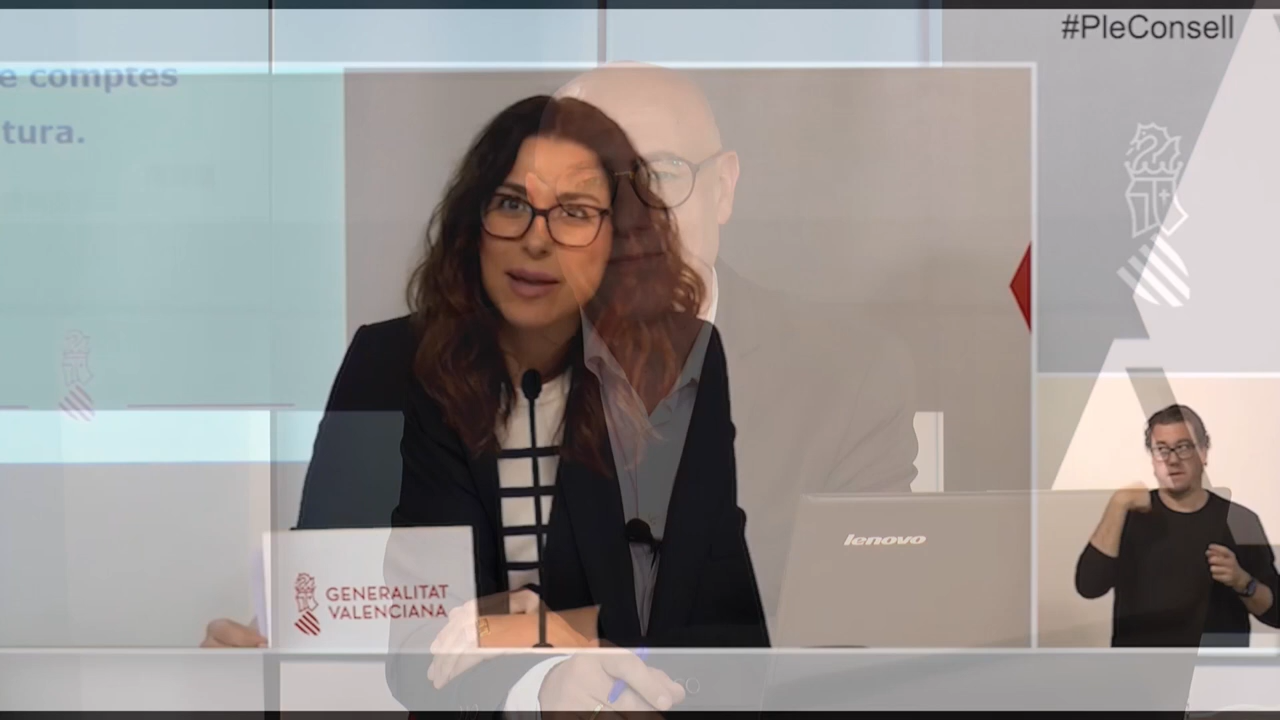 #PleConsell
e comptes
tura.
lenovo
GENERALITAT
VALENCIANA